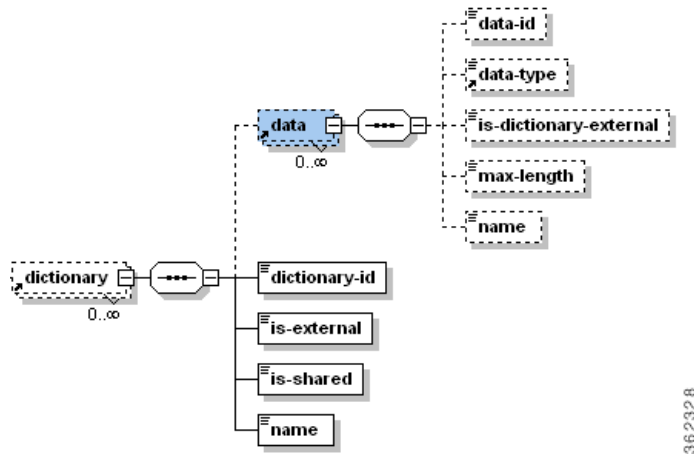 data-id
data-type
data
is-dictionary-external
0..∞
max-length
name
dictionary
dictionary-id
0..∞
is-external
is-shared
name
362328